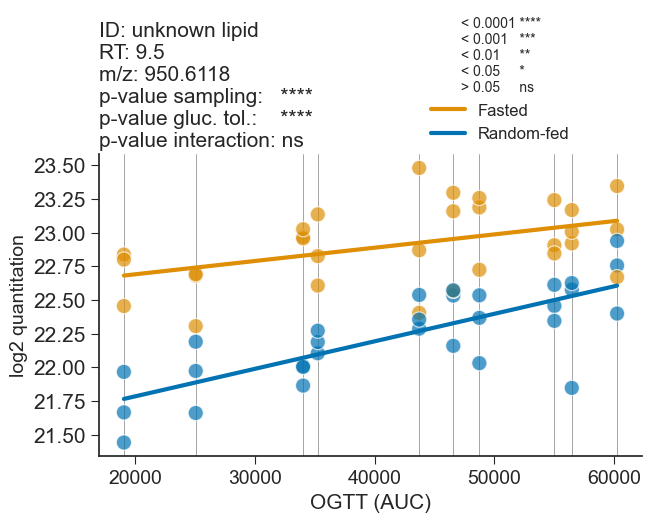 ID: unknown lipid
RT: 9.5
m/z: 950.6118
p-value sampling: ****
p-value gluc. tol.: ****
p-value interaction: ns
< 0.0001 ****
< 0.001 ***
< 0.01 **
< 0.05 *
> 0.05 ns
Fasted
Random-fed
log2 quantitation
23.50
23.25
23.00
22.75
22.50
22.25
22.00
21.75
21.50
20000 30000 40000 50000 60000
OGTT (AUC)